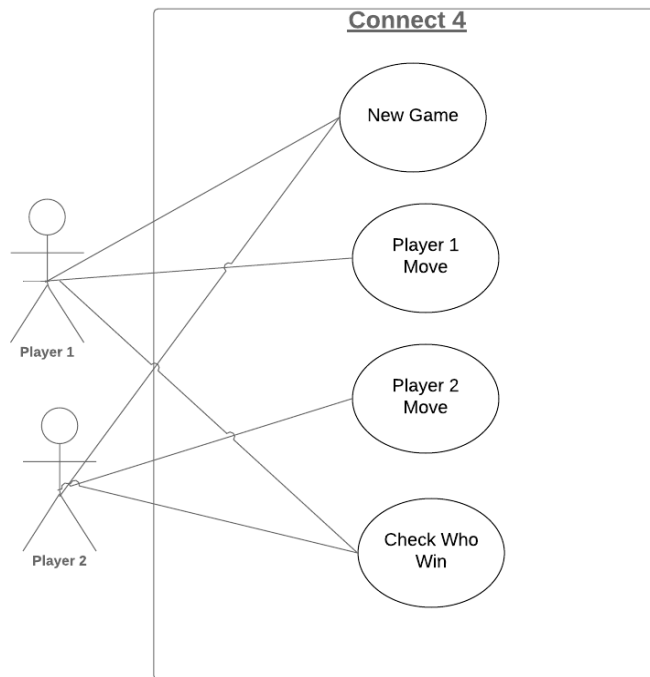 Connect 4
New Game
Player 1
Move
Player 1
Player 2
Move
Check Who
Win
Player 2